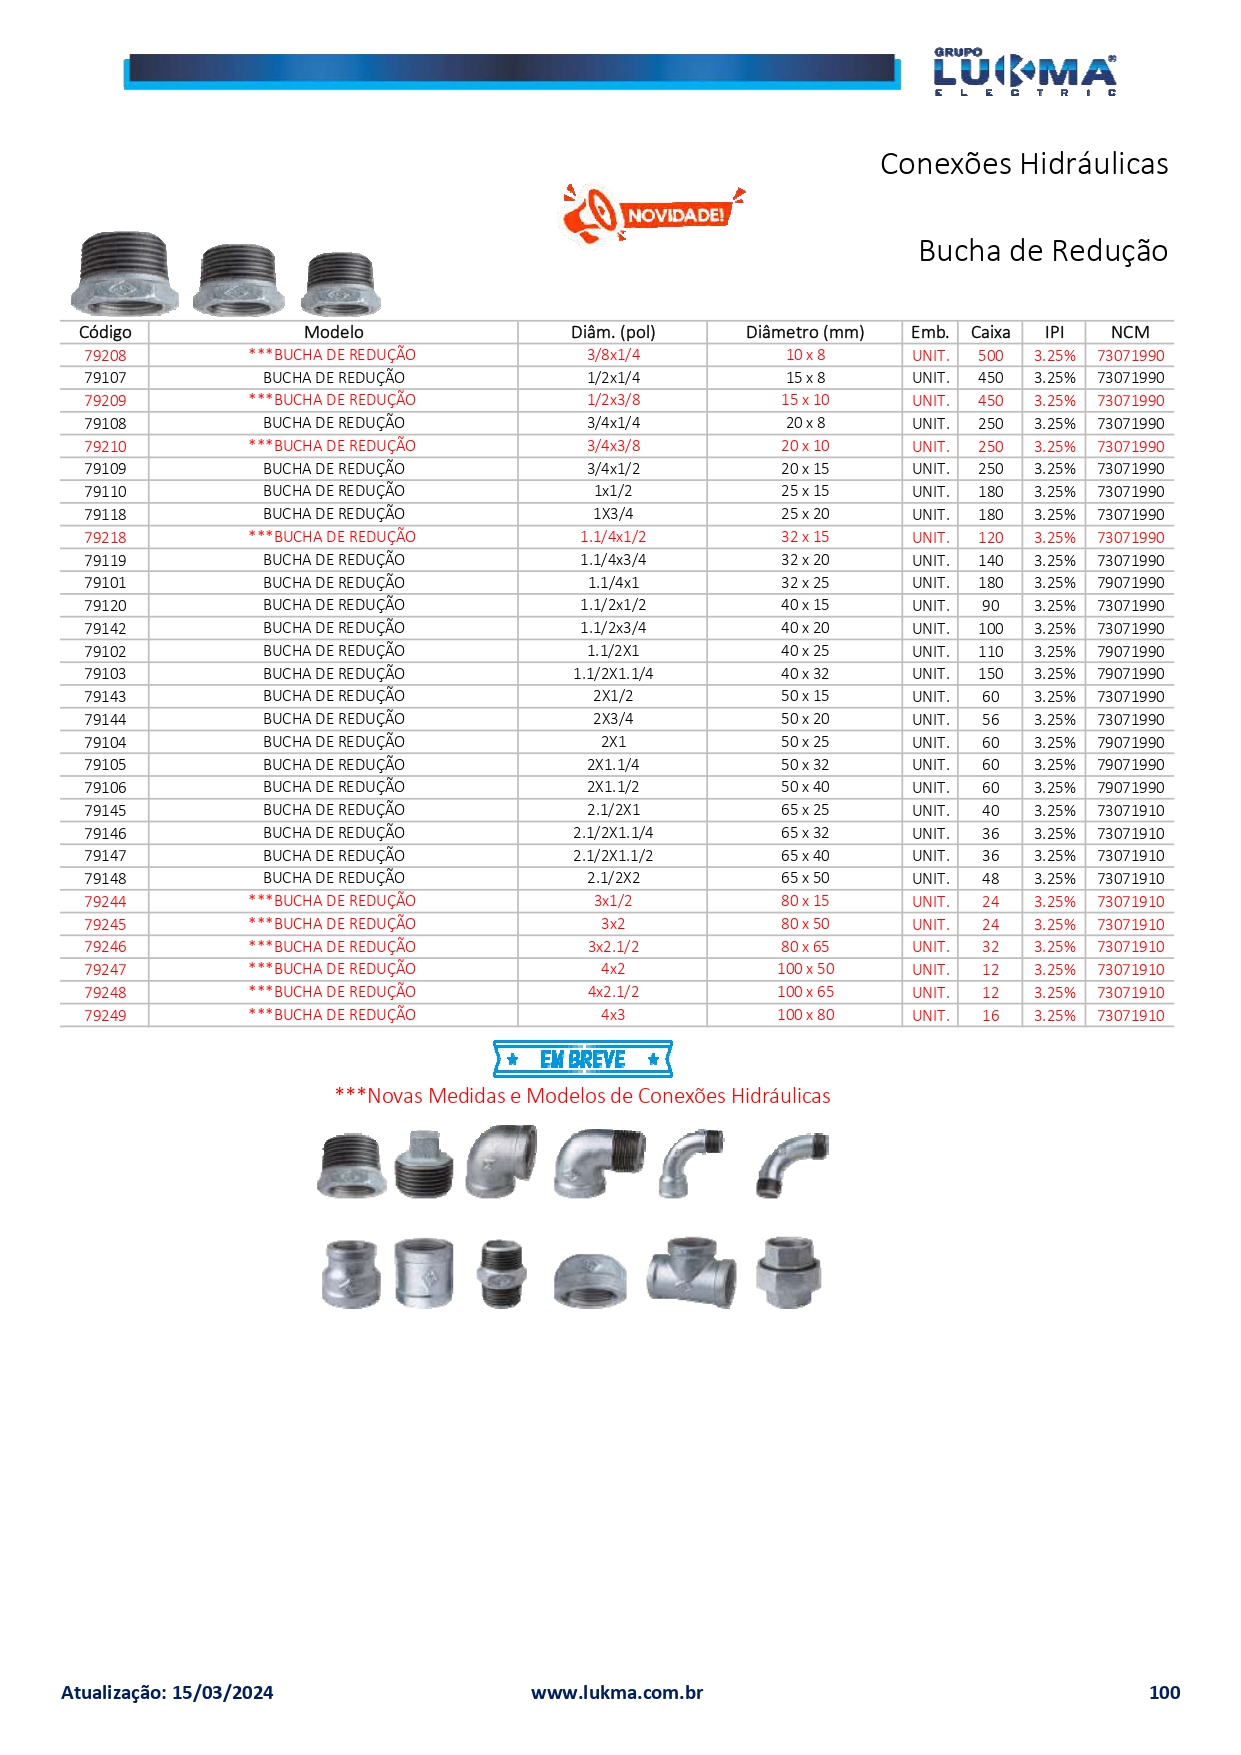 GRUPO
LUKMA®
ELECTRIC
Conexões Hidráulicas
NOVIDADE!
Bucha de Redução
Código Modelo Diâm. (pol) Diâmetro (mm) Emb. Caixa IPI NCM
79208 ***BUCHA DE REDUÇÃO 3/8x1/4 10 x 8 UNIT. 500 3.25% 73071990
79107 BUCHA DE REDUÇÃO 1/2x1/4 15 x 8 UNIT. 450 3.25% 73071990
79209 ***BUCHA DE REDUÇÃO 1/2x3/8 15 x 10 UNIT. 450 3.25% 73071990
79108 BUCHA DE REDUÇÃO 3/4x1/4 20 x 8 UNIT. 250 3.25% 73071990
79210 ***BUCHA DE REDUÇÃO 3/4x3/8 20 x 10 UNIT. 250 3.25% 73071990
79109 BUCHA DE REDUÇÃO 3/4x1/2 20 x 15 UNIT. 250 3.25% 73071990
79110 BUCHA DE REDUÇÃO 1x1/2 25 x 15 UNIT. 180 3.25% 73071990
79118 BUCHA DE REDUÇÃO 1X3/4 25 x 20 UNIT. 180 3.25% 73071990
79218 ***BUCHA DE REDUÇÃO 1.1/4x1/2 32 x 15 UNIT. 120 3.25% 73071990
79119 BUCHA DE REDUÇÃO 1.1/4x3/4 32 x 20 UNIT. 140 3.25% 73071990
79101 BUCHA DE REDUÇÃO 1.1/4x1 32 x 25 UNIT. 180 3.25% 79071990
79120 BUCHA DE REDUÇÃO 1.1/2x1/2 40 x 15 UNIT. 90 3.25% 73071990
79142 BUCHA DE REDUÇÃO 1.1/2x3/4 40 x 20 UNIT. 100 3.25% 73071990
79102 BUCHA DE REDUÇÃO 1.1/2X1 40 x 25 UNIT. 110 3.25% 79071990
79103 BUCHA DE REDUÇÃO 1.1/2X1.1/4 40 x 32 UNIT. 150 3.25% 79071990
79143 BUCHA DE REDUÇÃO 2X1/2 50 x 15 UNIT. 60 3.25% 73071990
79144 BUCHA DE REDUÇÃO 2X3/4 50 x 20 UNIT. 56 3.25% 73071990
79104 BUCHA DE REDUÇÃO 2X1 50 x 25 UNIT. 60 3.25% 79071990
79105 BUCHA DE REDUÇÃO 2X1.1/4 50 x 32 UNIT. 60 3.25% 79071990
79106 BUCHA DE REDUÇÃO 2X1.1/2 50 x 40 UNIT. 60 3.25% 79071990
79145 BUCHA DE REDUÇÃO 2.1/2X1 65 x 25 UNIT. 40 3.25% 73071910
79146 BUCHA DE REDUÇÃO 2.1/2X1.1/4 65 x 32 UNIT. 36 3.25% 73071910
79147 BUCHA DE REDUÇÃO 2.1/2X1.1/2 65 x 40 UNIT. 36 3.25% 73071910
79148 BUCHA DE REDUÇÃO 2.1/2X2 65 x 50 UNIT. 48 3.25% 73071910
79244 ***BUCHA DE REDUÇÃO 3x1/2 80 x 15 UNIT. 24 3.25% 73071910
79245 ***BUCHA DE REDUÇÃO 3x2 80 x 50 UNIT. 24 3.25% 73071910
79246 ***BUCHA DE REDUÇÃO 3x2.1/2 80 x 65 UNIT. 32 3.25% 73071910
79247 ***BUCHA DE REDUÇÃO 4x2 100 x 50 UNIT. 12 3.25% 73071910
79248 ***BUCHA DE REDUÇÃO 4x2.1/2 100 x 65 UNIT. 12 3.25% 73071910
79249 ***BUCHA DE REDUÇÃO 4x3 100 x 80 UNIT. 16 3.25% 73071910
EM BREVE
***Novas Medidas e Modelos de Conexões Hidráulicas
Atualização: 15/03/2024 www.lukma.com.br 100